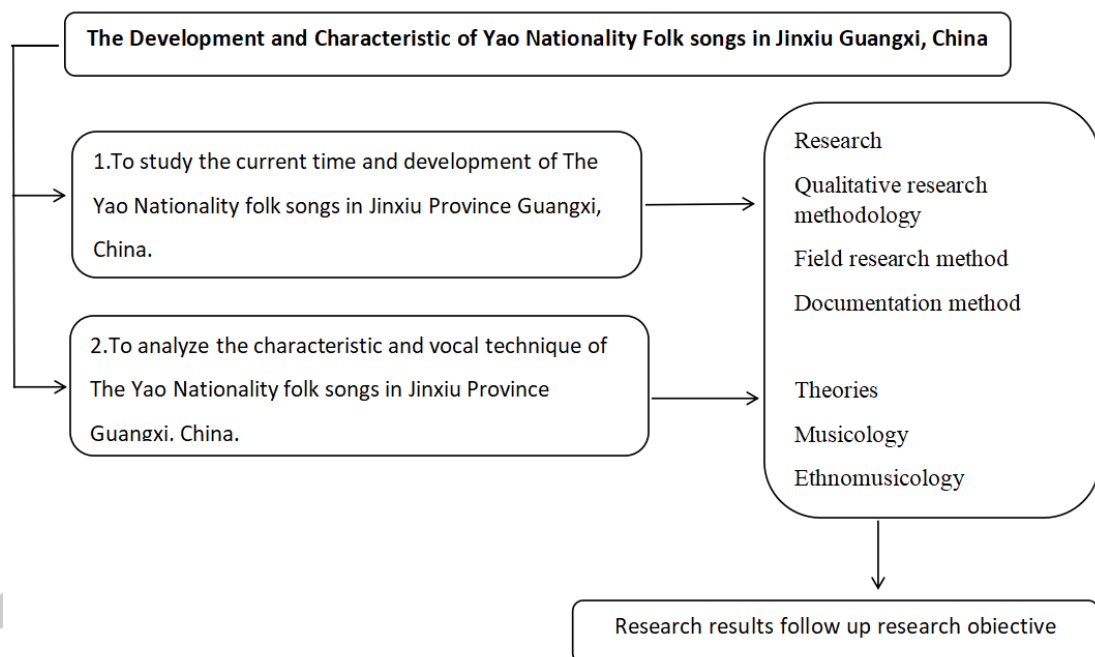 The Development and Characteristic of Yao Nationality Folk songs in Jinxiu Guangxi, China
1.To study the current time and development of The
Yao Nationality folk songs in Jinxiu Province Guangxi,
China.
2.To analyze the characteristic and vocal technique of
The Yao Nationality folk songs in Jinxiu Province
Guangxi. China.
Research
Qualitative research
methodology
Field research method
Documentation method
Theories
Musicology
Ethnomusicology
Research results follow up research objective